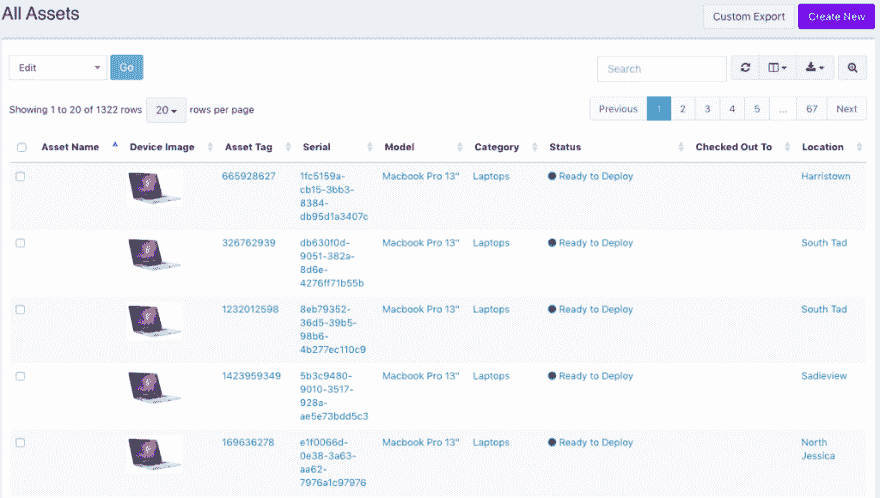 All Assets
Custom Export
Create New
Edit
Go
Search
Showing 1 to 20 of 1322 rows 20 rows per page
Previous 1 2 3 4 5 ... 67 Next
Asset Name Device Image Asset Tag Serial Model Category Status Checked Out To Location
665928627 1fc5159a- Macbook Pro 13" Laptops Ready to Deploy Harristown
cb15-3bb3-
8384-
db95d1a3407c
326762939 db630f0d- Macbook Pro 13" Laptops Ready to Deploy South Tad
9051-382a-
8d6e-
4276ff71b55b
1232012598 8eb79352- Macbook Pro 13" Laptops Ready to Deploy South Tad
36d5-39b5-
98b6-
4b277ec110c9
1423959349 5b3c9480- Macbook Pro 13" Laptops Ready to Deploy Sadieview
9010-3517-
928a-
ae5e73bdd5c3
169636278 e1f0066d- Macbook Pro 13" Laptops Ready to Deploy North
0e38-3a63- Jessica
aa62-
7976a1c97976